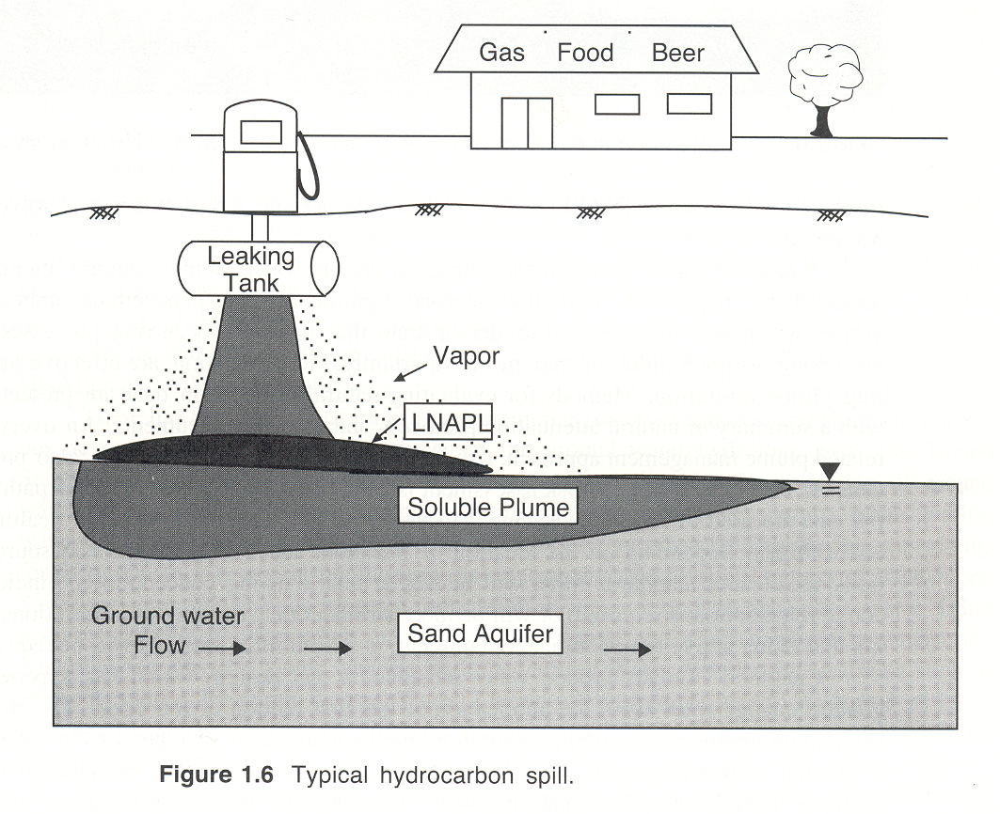 Gas Food Beer
Leaking
Tank
Vapor
LNAPL
Soluble Plume
Ground water
Flow
Sand Aquifer
Figure 1.6 Typical hydrocarbon spill.